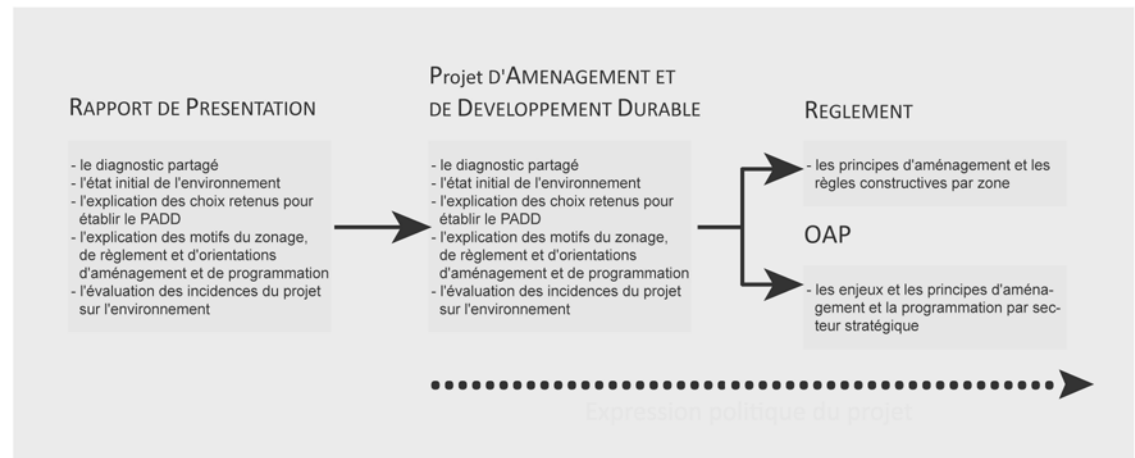 RAPPORT DE PRESENTATION
- le diagnostic partagé
- l'état initial de l'environnement
- l'explication des choix retenus pour
établir le PADD
- l'explication des motifs du zonage,
de règlement et d'orientations
d'aménagement et de programmation
- l'évaluation des incidences du projet
sur l'environnement
Projet D'AMENAGEMENT ET
DE DEVELOPPEMENT DURABLE
- le diagnostic partagé
- l'état initial de l'environnement
- l'explication des choix retenus pour
établir le PADD
- l'explication des motifs du zonage,
de règlement et d'orientations
d'aménagement et de programmation
- l'évaluation des incidences du projet
sur l'environnement
REGLEMENT
- les principes d'aménagement et les
règles constructives par zone
OAP
- les enjeux et les principes d'aména-
gement et la programmation par sec-
teur stratégique
Expression politique du projet